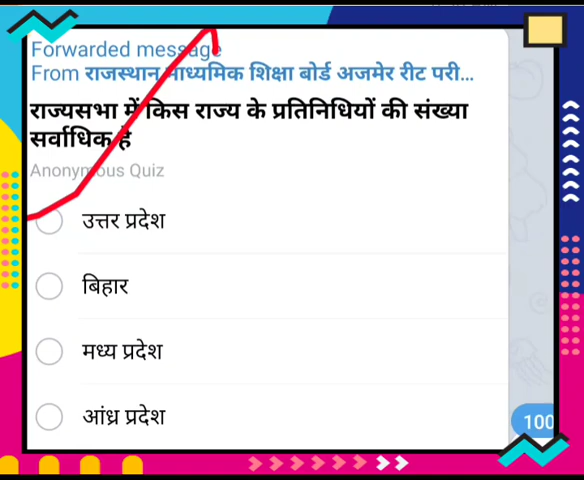 Forwarded message
From राजस्थान माध्यमिक शिक्षा बोर्ड अजमेर रीट परी...
राज्यसभा में किस राज्य के प्रतिनिधियों की संख्या
सर्वाधिक है
Anonymous Quiz
उत्तर प्रदेश
बिहार
मध्य प्रदेश
आंध्र प्रदेश
100